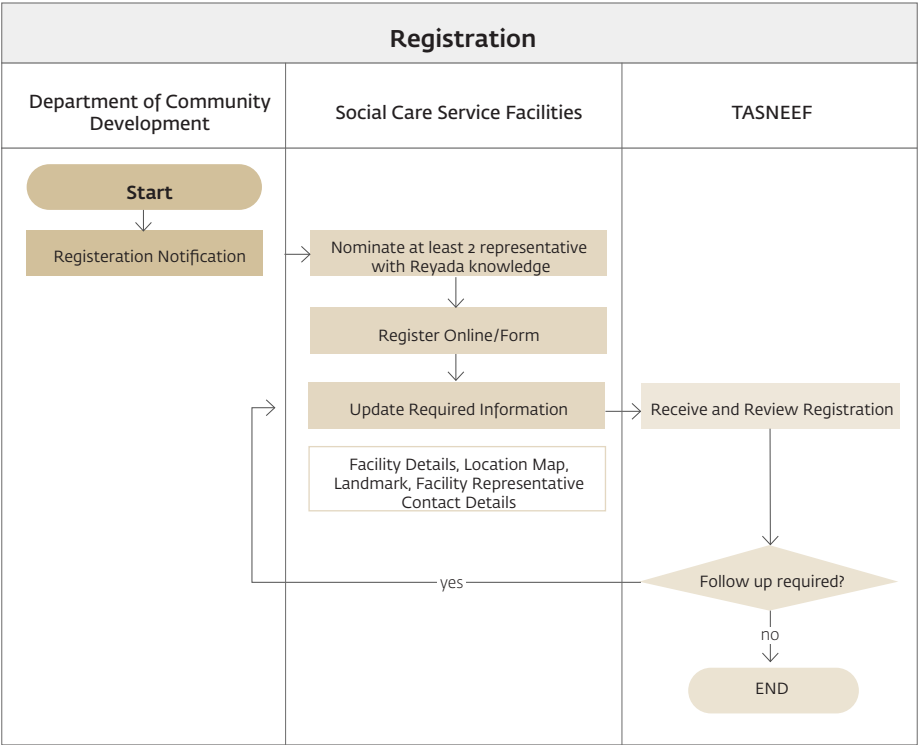 Registration
Department of Community
Development
Social Care Service Facilities
TASNEEF
Start
Registeration Notification
Nominate at least 2 representative
with Reyada knowledge
Register Online/Form
Update Required Information
Receive and Review Registration
Facility Details, Location Map,
Landmark, Facility Representative
Contact Details
Follow up required?
yes
no
END